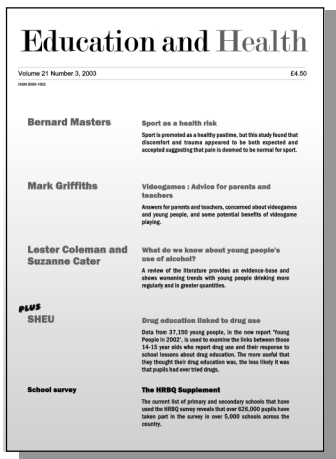 Education and Health
Volume 21 Number 3, 2003 £4.50
ISSN 0265-1602
Bernard Masters
Sport as a health risk
Sport is promoted as a healthy pastime, but this study found that
discomfort and trauma appeared to be both expected and
accepted suggesting that pain is deemed to be normal for sport.
Mark Griffiths
Videogames : Advice for parents and
teachers
Answers for parents and teachers, concerned about videogames
and young people, and some potential benefits of videogame
playing.
Lester Coleman and
Suzanne Cater
What do we know about young people's
use of alcohol?
A review of the literature provides an evidence-base and
shows worsening trends with young people drinking more
regularly and in greater quantities.
PLUS
SHEU
Drug education linked to drug use
Data from 37,150 young people, in the new report 'Young
People in 2002', is used to examine the links between those
14-15 year olds who report drug use and their response to
school lessons about drug education. The more useful that
they thought their drug education was, the less likely it was
that pupils had ever tried drugs.
School survey
The HRBQ Supplement
The current list of primary and secondary schools that have
used the HRBQ survey reveals that over 626,000 pupils have
taken part in the survey in over 5,000 schools across the
country.